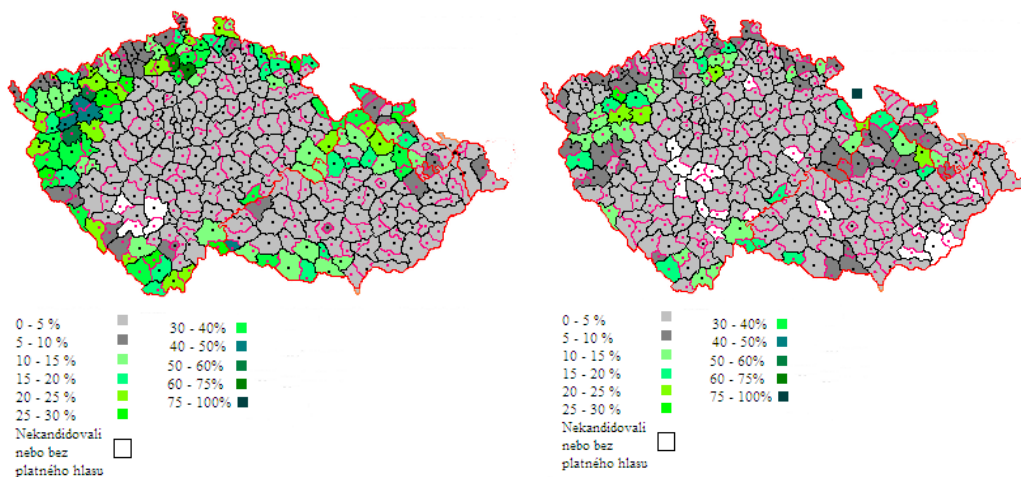 0 - 5 %
5 - 10 %
10 - 15 %
15 - 20 %
20 - 25 %
25 - 30 %
Nekandidovali
nebo bez
platného hlasu
30 - 40%
40 - 50%
50 - 60%
60 - 75%
75 - 100%
0 - 5 %
5 - 10 %
10 - 15 %
15 - 20 %
20 - 25 %
25 - 30 %
Nekandidovali
nebo bez
platného hlasu
30 - 40%
40 - 50%
50 - 60%
60 - 75%
75 - 100%